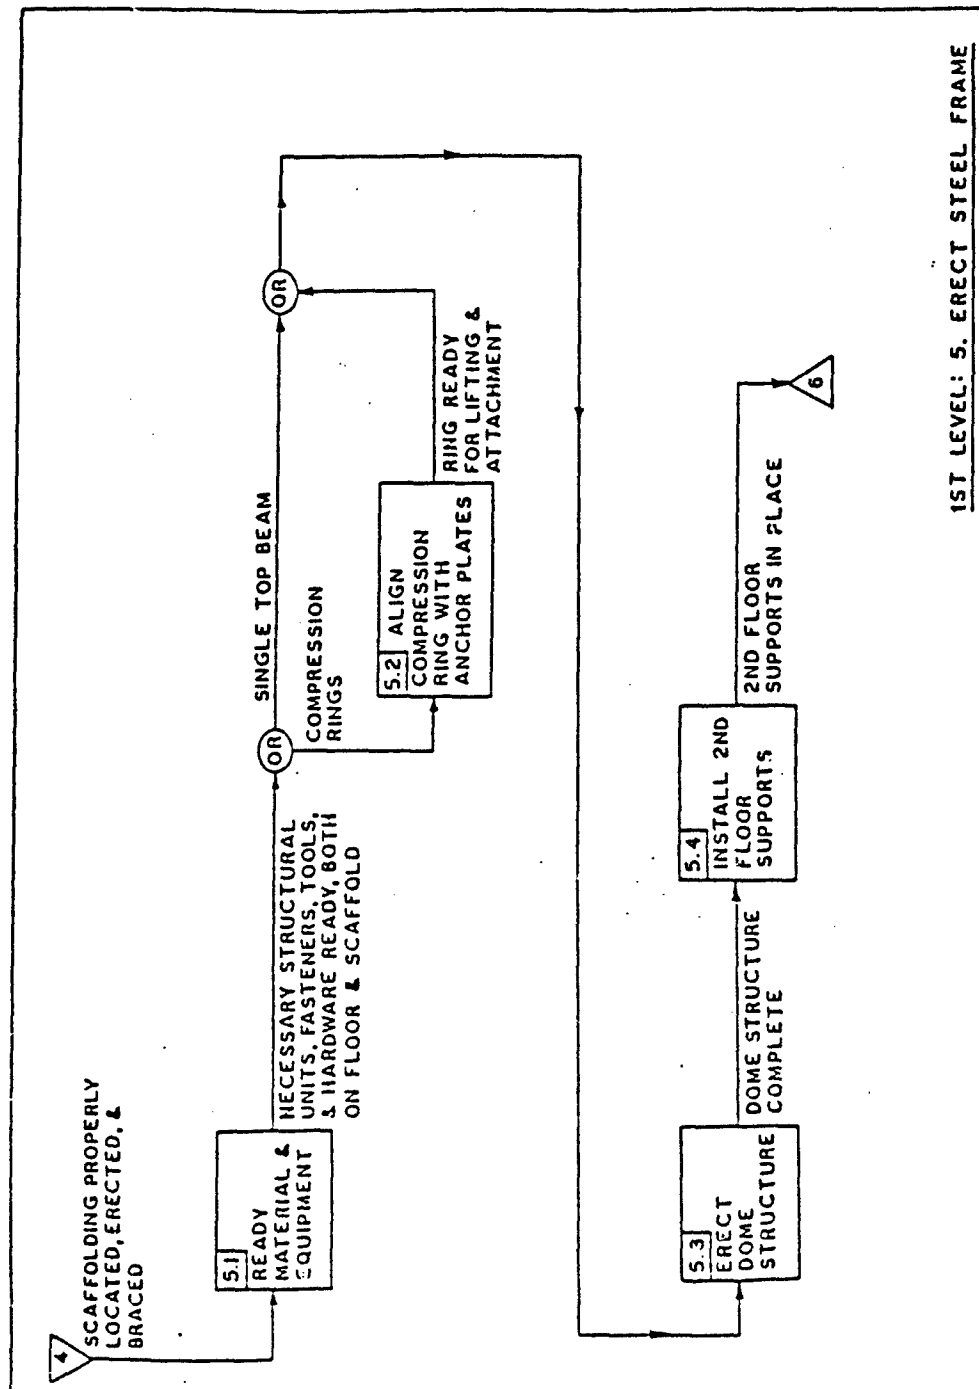 4
SCAFFOLDING PROPERLY
LOCATED, ERECTED, &
BRACED
5.1
READY
MATERIAL &
EQUIPMENT
NECESSARY STRUCTURAL
UNITS, FASTENERS, TOOLS,
& HARDWARE READY, BOTH
ON FLOOR & SCAFFOLD
OR
SINGLE TOP BEAM
COMPRESSION
RINGS
5.2 ALIGN
COMPRESSION
RING WITH
ANCHOR PLATES
RING READY
FOR LIFTING &
ATTACHMENT
OR
5.3
ERECT
DOME
STRUCTURE
DOME STRUCTURE
COMPLETE
5.4
INSTALL 2ND
FLOOR
SUPPORTS
2ND FLOOR
SUPPORTS IN PLACE
6
1ST LEVEL: 5. ERECT STEEL FRAME